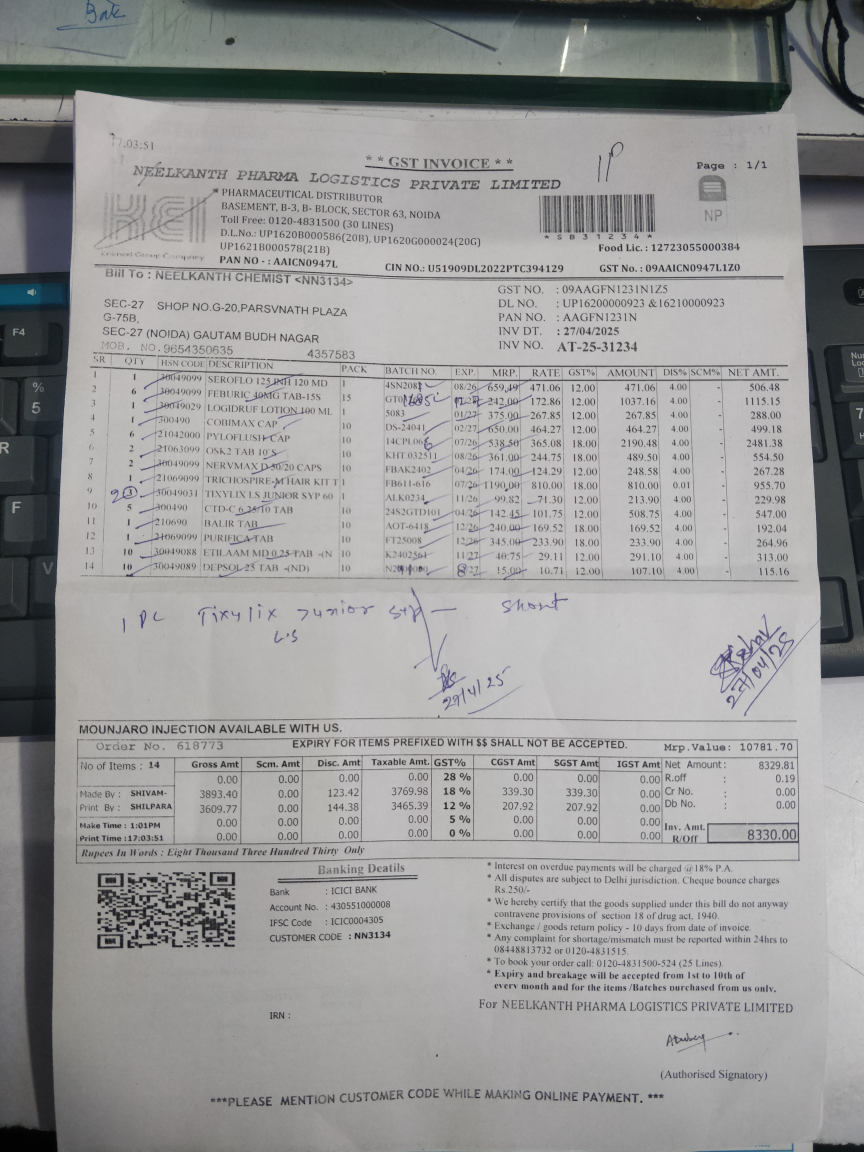 Bak
17:03:51
** GST INVOICE **
1P
Page : 1/1
NEELKANTH PHARMA LOGISTICS PRIVATE LIMITED
PHARMACEUTICAL DISTRIBUTOR
BASEMENT, B-3, B- BLOCK, SECTOR 63, NOIDA
Toll Free: 0120-4831500 (30 LINES)
D.L.No.: UP1620B000586(20B), UP1620G000024(20G)
UP1621B000578(21B)
PAN NO - : AAICN0947L
CIN NO.: U51909DL2022PTC394129
KEI
NP
*SB31234*
Food Lic. : 12723055000384
GST No. : 09AAICN0947L1Z0
Bill To : NEELKANTH CHEMIST <NN3134>
SEC-27 SHOP NO.G-20,PARSVNATH PLAZA
G-75B,
SEC-27 (NOIDA) GAUTAM BUDH NAGAR
MOB. NO.9654350635 4357583
GST NO. : 09AAGFN1231N1Z5
DL NO. : UP16200000923 &16210000923
PAN NO. : AAGFN1231N
INV DT. : 27/04/2025
INV NO. AT-25-31234
SR QTY HSN CODE DESCRIPTION PACK BATCH NO. EXP. MRP. RATE GST% AMOUNT DIS% SCM% NET AMT.
1 1 30049099 SEROFLO 125 INH 120 MD 1 08/26 659.49 471.06 12.00 471.06 4.00 - 506.48
2 6 30049099 FEBURIC 40MG TAB-15S 15 242.00 172.86 12.00 1037.16 4.00 - 1115.15
3 1 30049029 LOGIDRUF LOTION 100 ML 1 5083 01/27 375.00 267.85 12.00 267.85 4.00 - 288.00
4 1 300490 COBIMAX CAP 10 DS-24041 02/27 650.00 464.27 12.00 464.27 4.00 - 499.18
5 6 21042000 PYLOFLUSH CAP 10 07/26 538.50 365.08 18.00 2190.48 4.00 - 2481.38
6 2 21063099 OSK2 TAB 10'S 10 KHT 032511 08/26 361.00 244.75 18.00 489.50 4.00 - 554.50
7 2 30049099 NERVMAX D 50/20 CAPS 10 FBAK2402 04/26 174.00 124.29 12.00 248.58 4.00 - 267.28
8 1 21069099 TRICHOSPIRE-M HAIR KIT T 1 FB611-616 07/26 1190.00 810.00 18.00 810.00 0.01 - 955.70
9 2 3 30049031 TIXYLIX LS JUNIOR SYP 60 1 ALK0234 11/26 99.82 71.30 12.00 213.90 4.00 - 229.98
10 5 300490 CTD-C 6.25/10 TAB 10 24S2GTD101 04/26 142.45 101.75 12.00 508.75 4.00 - 547.00
11 1 210690 BALIR TAB 10 AOT-6418 12/26 240.00 169.52 18.00 169.52 4.00 - 192.04
12 1 21069099 PURIFICA TAB 10 FT25008 12/26 345.00 233.90 18.00 233.90 4.00 - 264.96
13 10 30049088 ETILAAM MD 0.25 TAB -(N 10 K2402561 11/27 40.75 29.11 12.00 291.10 4.00 - 313.00
14 10 30049089 DEPSOL 25 TAB -(ND) 10 8/27 15.00 10.71 12.00 107.10 4.00 - 115.16
1 PC Tixylix Junior syp — short
L.S
29/4/25
27/04/25
MOUNJARO INJECTION AVAILABLE WITH US.
Order No. 618773 EXPIRY FOR ITEMS PREFIXED WITH $$ SHALL NOT BE ACCEPTED. Mrp.Value: 10781.70
No of Items : 14 Gross Amt Scm. Amt Disc. Amt Taxable Amt. GST% CGST Amt SGST Amt IGST Amt Net Amount : 8329.81
0.00 0.00 0.00 0.00 28 % 0.00 0.00 0.00 R.off : 0.19
Made By : SHIVAM- 3893.40 0.00 123.42 3769.98 18 % 339.30 339.30 0.00 Cr No. : 0.00
Print By : SHILPARA 3609.77 0.00 144.38 3465.39 12 % 207.92 207.92 0.00 Db No. : 0.00
Make Time : 1:01PM 0.00 0.00 0.00 0.00 5 % 0.00 0.00 0.00
Print Time :17:03:51 0.00 0.00 0.00 0.00 0 % 0.00 0.00 0.00 Inv. Amt. R/Off 8330.00
Rupees In Words : Eight Thousand Three Hundred Thirty Only
Banking Deatils
Bank : ICICI BANK
Account No. : 430551000008
IFSC Code : ICIC0004305
CUSTOMER CODE : NN3134
* Interest on overdue payments will be charged @18% P.A.
* All disputes are subject to Delhi jurisdiction. Cheque bounce charges
Rs.250/-
* We hereby certify that the goods supplied under this bill do not anyway
contravene provisions of section 18 of drug act. 1940.
* Exchange / goods return policy - 10 days from date of invoice.
* Any complaint for shortage/mismatch must be reported within 24hrs to
08448813732 or 0120-4831515.
* To book your order call: 0120-4831500-524 (25 Lines).
* Expiry and breakage will be accepted from 1st to 10th of
every month and for the items /Batches purchased from us only.
IRN :
For NEELKANTH PHARMA LOGISTICS PRIVATE LIMITED
(Authorised Signatory)
***PLEASE MENTION CUSTOMER CODE WHILE MAKING ONLINE PAYMENT. ***